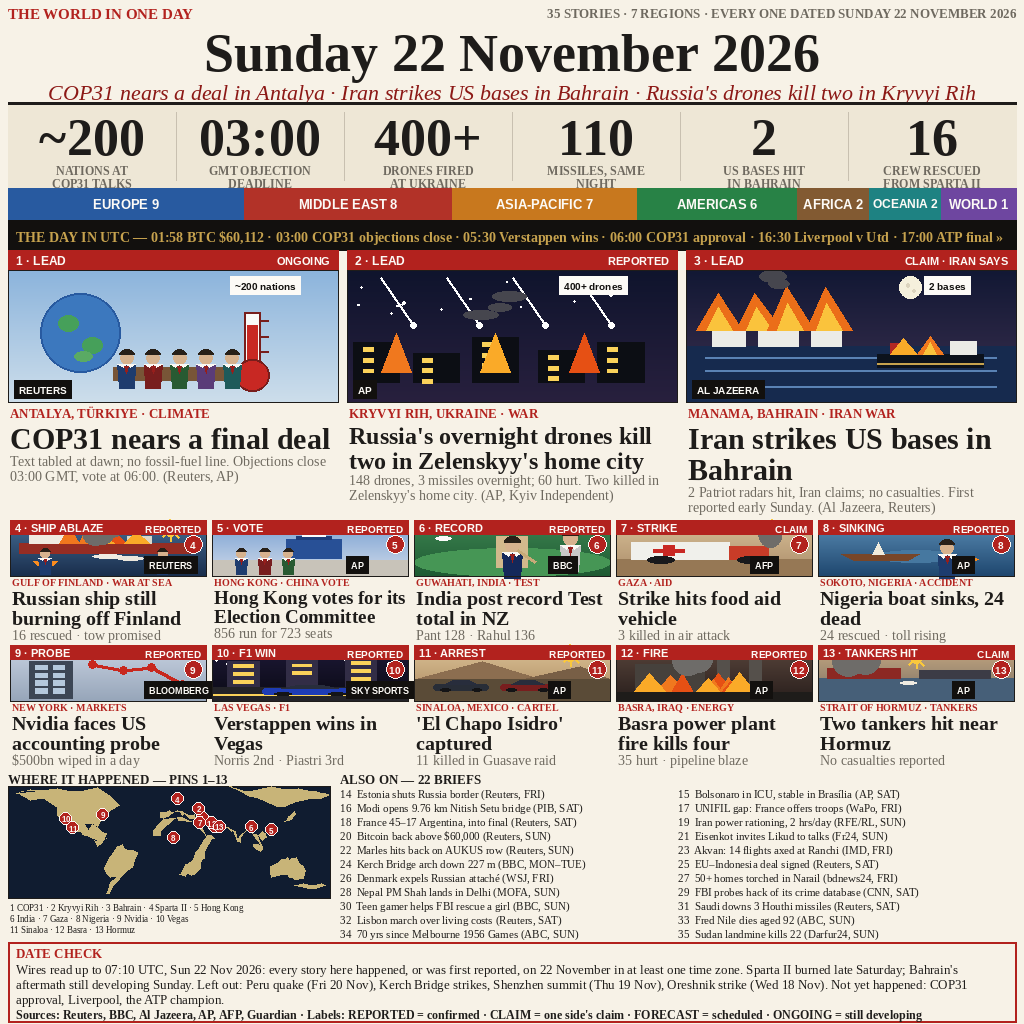 THE WORLD IN ONE DAY
35 STORIES · 7 REGIONS · EVERY ONE DATED SUNDAY 22 NOVEMBER 2026
Sunday 22 November 2026
COP31 nears a deal in Antalya · Iran strikes US bases in Bahrain · Russia's drones kill two in Kryvyi Rih
~200
NATIONS AT
COP31 TALKS
03:00
GMT OBJECTION
DEADLINE
400+
DRONES FIRED
AT UKRAINE
110
MISSILES, SAME
NIGHT
2
US BASES HIT
IN BAHRAIN
16
CREW RESCUED
FROM SPARTA II
EUROPE 9
MIDDLE EAST 8
ASIA-PACIFIC 7
AMERICAS 6
AFRICA 2
OCEANIA 2
WORLD 1
THE DAY IN UTC — 01:58 BTC $60,112 · 03:00 COP31 objections close · 05:30 Verstappen wins · 06:00 COP31 approval · 16:30 Liverpool v Utd · 17:00 ATP final »
1 · LEAD
ONGOING
~200 nations
REUTERS
ANTALYA, TÜRKIYE · CLIMATE
COP31 nears a final deal
Text tabled at dawn; no fossil-fuel line. Objections close
03:00 GMT, vote at 06:00. (Reuters, AP)
2 · LEAD
REPORTED
400+ drones
AP
KRYVYI RIH, UKRAINE · WAR
Russia's overnight drones kill
two in Zelenskyy's home city
148 drones, 3 missiles overnight; 60 hurt. Two killed in
Zelenskyy's home city. (AP, Kyiv Independent)
3 · LEAD
CLAIM · IRAN SAYS
2 bases
AL JAZEERA
MANAMA, BAHRAIN · IRAN WAR
Iran strikes US bases in
Bahrain
2 Patriot radars hit, Iran claims; no casualties. First
reported early Sunday. (Al Jazeera, Reuters)
4 · SHIP ABLAZE
REPORTED
4
REUTERS
GULF OF FINLAND · WAR AT SEA
Russian ship still
burning off Finland
16 rescued · tow promised
5 · VOTE
REPORTED
5
AP
HONG KONG · CHINA VOTE
Hong Kong votes for its
Election Committee
856 run for 723 seats
6 · RECORD
REPORTED
6
BBC
GUWAHATI, INDIA · TEST
India post record Test
total in NZ
Pant 128 · Rahul 136
7 · STRIKE
CLAIM
7
AFP
GAZA · AID
Strike hits food aid
vehicle
3 killed in air attack
8 · SINKING
REPORTED
8
AP
SOKOTO, NIGERIA · ACCIDENT
Nigeria boat sinks, 24
dead
24 rescued · toll rising
9 · PROBE
REPORTED
9
BLOOMBERG
NEW YORK · MARKETS
Nvidia faces US
accounting probe
$500bn wiped in a day
10 · F1 WIN
REPORTED
10
SKY SPORTS
LAS VEGAS · F1
Verstappen wins in
Vegas
Norris 2nd · Piastri 3rd
11 · ARREST
REPORTED
11
AP
SINALOA, MEXICO · CARTEL
'El Chapo Isidro'
captured
11 killed in Guasave raid
12 · FIRE
REPORTED
12
AP
BASRA, IRAQ · ENERGY
Basra power plant
fire kills four
35 hurt · pipeline blaze
13 · TANKERS HIT
CLAIM
13
AP
STRAIT OF HORMUZ · TANKERS
Two tankers hit near
Hormuz
No casualties reported
WHERE IT HAPPENED — PINS 1–13
4
2
9
10
11
7
13
6
5
8
1 COP31 · 2 Kryvyi Rih · 3 Bahrain · 4 Sparta II · 5 Hong Kong
6 India · 7 Gaza · 8 Nigeria · 9 Nvidia · 10 Vegas
11 Sinaloa · 12 Basra · 13 Hormuz
ALSO ON — 22 BRIEFS
14 Estonia shuts Russia border (Reuters, FRI)
15 Bolsonaro in ICU, stable in Brasília (AP, SAT)
16 Modi opens 9.76 km Nitish Setu bridge (PIB, SAT)
17 UNIFIL gap: France offers troops (WaPo, FRI)
18 France 45–17 Argentina, into final (Reuters, SAT)
19 Iran power rationing, 2 hrs/day (RFE/RL, SUN)
20 Bitcoin back above $60,000 (Reuters, SUN)
21 Eisenkot invites Likud to talks (Fr24, SUN)
22 Marles hits back on AUKUS row (Reuters, SUN)
23 Akvan: 14 flights axed at Ranchi (IMD, FRI)
24 Kerch Bridge arch down 227 m (BBC, MON–TUE)
25 EU–Indonesia deal signed (Reuters, SAT)
26 Denmark expels Russian attaché (WSJ, FRI)
27 50+ homes torched in Narail (bdnews24, FRI)
28 Nepal PM Shah lands in Delhi (MOFA, SUN)
29 FBI probes hack of its crime database (CNN, SAT)
30 Teen gamer helps FBI rescue a girl (BBC, SUN)
31 Saudi downs 3 Houthi missiles (Reuters, SAT)
32 Lisbon march over living costs (Reuters, SAT)
33 Fred Nile dies aged 92 (ABC, SUN)
34 70 yrs since Melbourne 1956 Games (ABC, SUN)
35 Sudan landmine kills 22 (Darfur24, SUN)
DATE CHECK
Wires read up to 07:10 UTC, Sun 22 Nov 2026: every story here happened, or was first reported, on 22 November in at least one time zone. Sparta II burned late Saturday; Bahrain's
aftermath still developing Sunday. Left out: Peru quake (Fri 20 Nov), Kerch Bridge strikes, Shenzhen summit (Thu 19 Nov), Oreshnik strike (Wed 18 Nov). Not yet happened: COP31
approval, Liverpool, the ATP champion.
Sources: Reuters, BBC, Al Jazeera, AP, AFP, Guardian · Labels: REPORTED = confirmed · CLAIM = one side's claim · FORECAST = scheduled · ONGOING = still developing